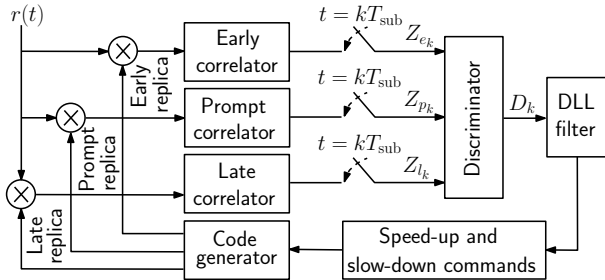 r(t)
t = kT_sub
Z_{e_k}
Early
correlator
Early
replica
t = kT_sub
Z_{p_k}
Prompt
correlator
Prompt
replica
Discriminator
D_k
DLL
filter
t = kT_sub
Z_{l_k}
Late
correlator
Late
replica
Code
generator
Speed-up and
slow-down commands